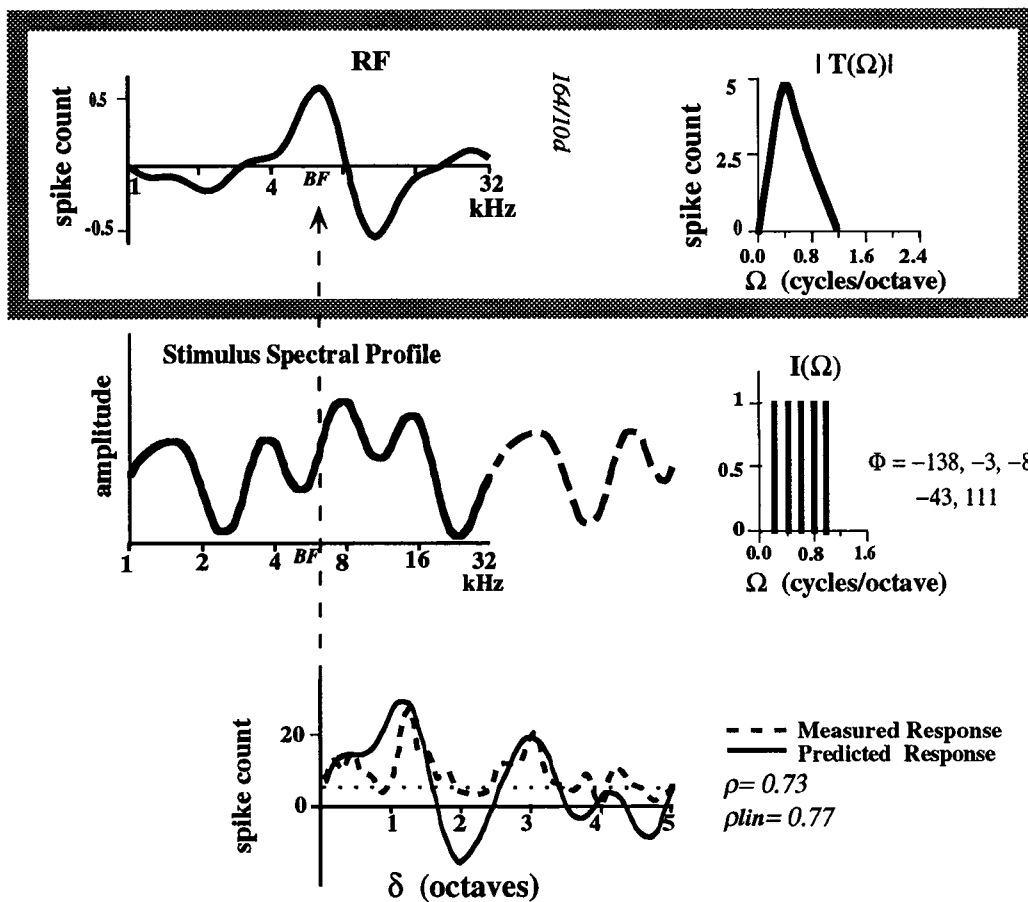 RF
spike count
0.5
-0.5
1
4
BF
32
kHz
164/10d
| T(Ω)|
spike count
5
2.5
0
0.0 0.8 1.6 2.4
Ω (cycles/octave)
Stimulus Spectral Profile
amplitude
1 2 4 BF 8 16 32
kHz
I(Ω)
1
0.5
0
0.0 0.8 1.6
Ω (cycles/octave)
Φ = −138, −3, −8
−43, 111
spike count
20
0
1 2 3 4 5
δ (octaves)
Measured Response
Predicted Response
ρ= 0.73
ρlin= 0.77